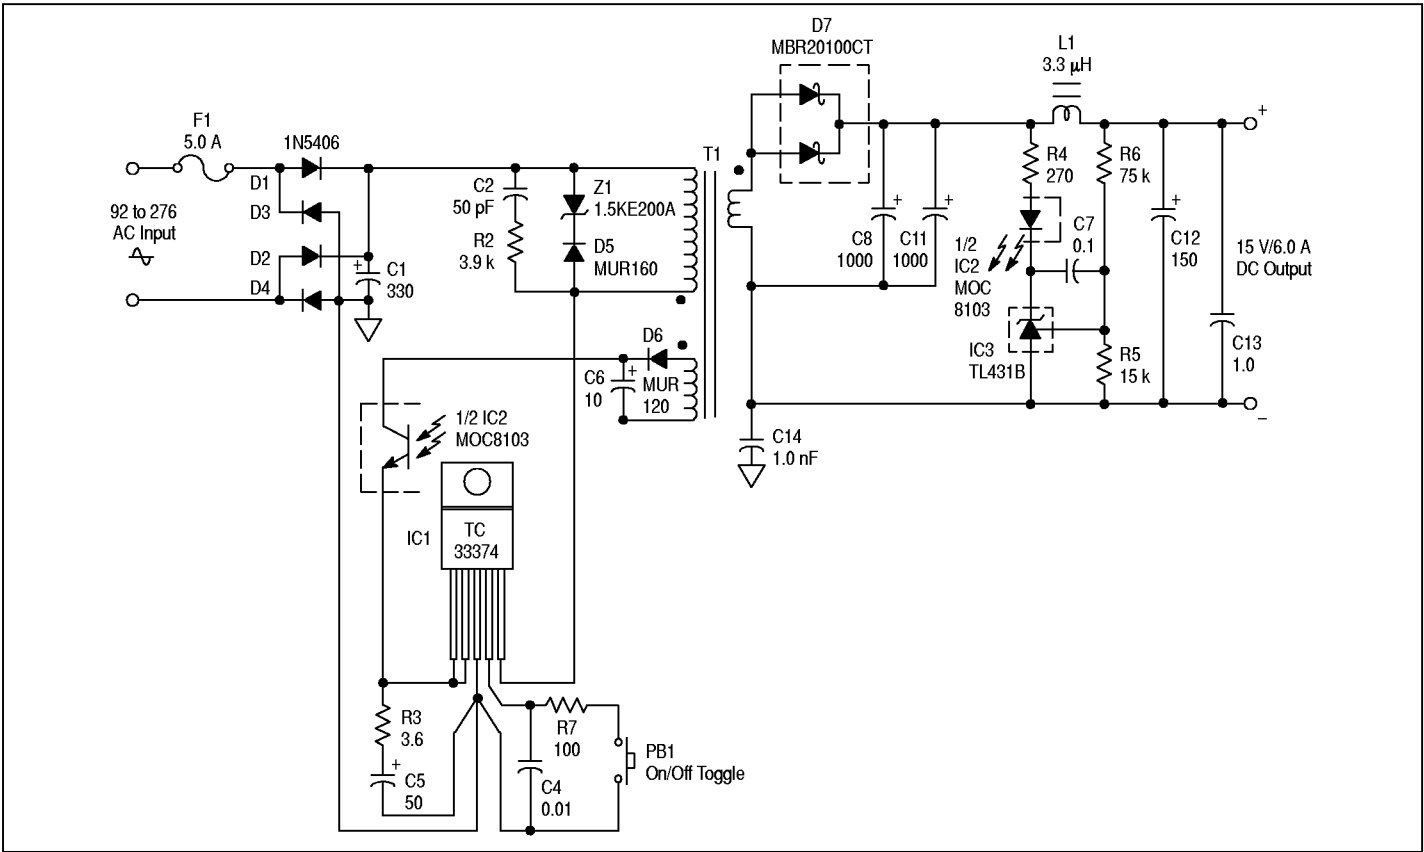 D7
MBR20100CT
L1
3.3 µH
+
F1
5.0 A
1N5406
D1
D3
D2
D4
92 to 276
AC Input
+
C1
330
C2
50 pF
R2
3.9 k
Z1
1.5KE200A
D5
MUR160
T1
+
C8
1000
+
C11
1000
R4
270
R6
75 k
C7
0.1
1/2
IC2
MOC
8103
+
C12
150
15 V/6.0 A
DC Output
IC3
TL431B
R5
15 k
C13
1.0
–
D6
MUR
120
+
C6
10
C14
1.0 nF
1/2 IC2
MOC8103
IC1
TC
33374
R3
3.6
+
C5
50
R7
100
C4
0.01
PB1
On/Off Toggle